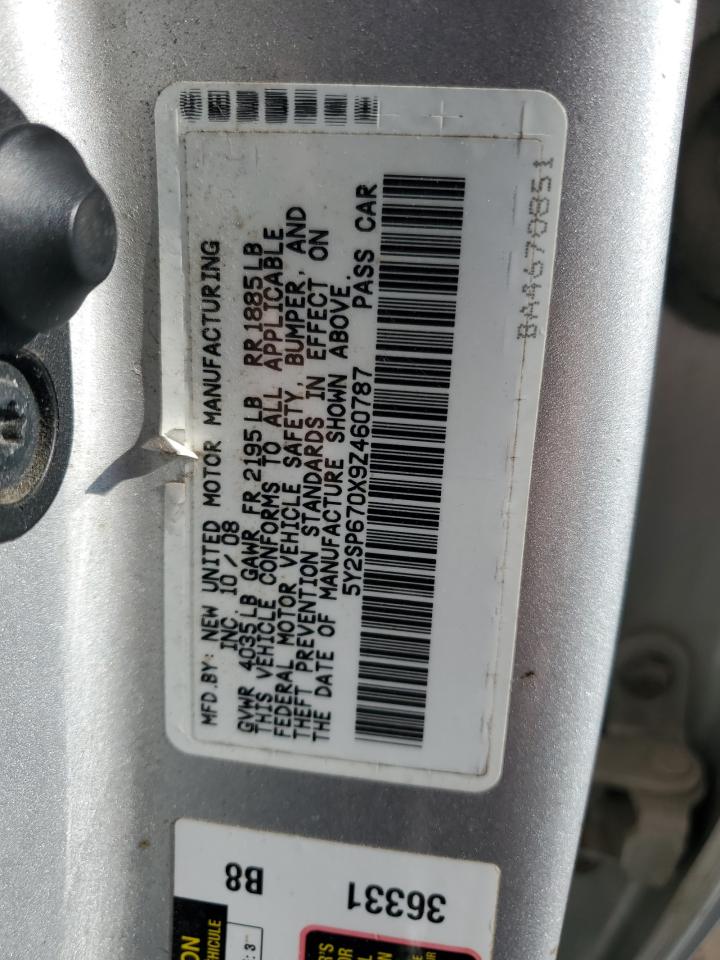 MFD.BY: NEW UNITED MOTOR MANUFACTURING
INC. 10/08
GVWR 4035LB GAWR FR 2195LB RR1885LB
THIS VEHICLE CONFORMS TO ALL APPLICABLE
FEDERAL MOTOR VEHICLE SAFETY, BUMPER, AND
THEFT PREVENTION STANDARDS IN EFFECT ON
THE DATE OF MANUFACTURE SHOWN ABOVE.
5Y2SP670X9Z460787 PASS CAR
BA4670851
B8
36331